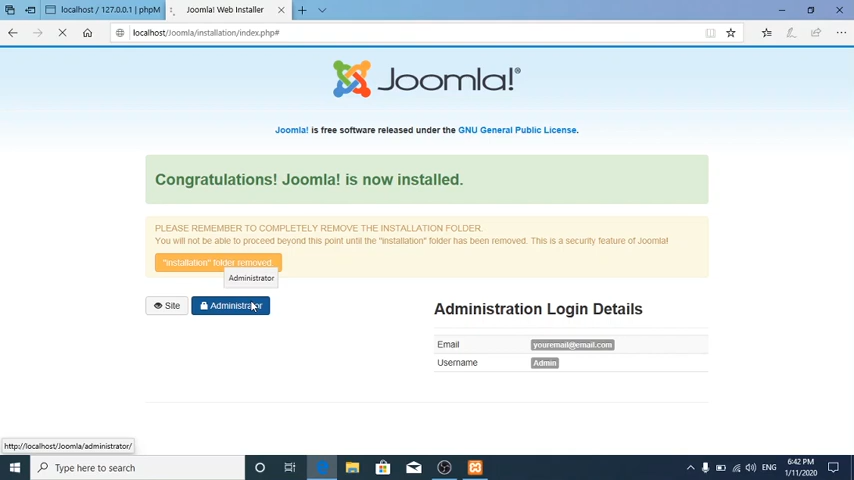 localhost / 127.0.0.1 | phpM
Joomla! Web Installer
localhost/Joomla/installation/index.php#
Joomla!®
Joomla! is free software released under the GNU General Public License.
Congratulations! Joomla! is now installed.
PLEASE REMEMBER TO COMPLETELY REMOVE THE INSTALLATION FOLDER.
You will not be able to proceed beyond this point until the "installation" folder has been removed. This is a security feature of Joomla!
"installation" folder removed.
Administrator
Site
Administrator
Administration Login Details
Email youremail@email.com
Username Admin
http://localhost/Joomla/administrator/
Type here to search
ENG
6:42 PM
1/11/2020